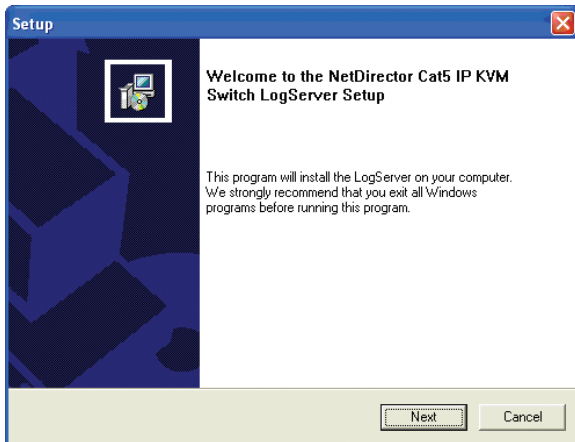 Setup
Welcome to the NetDirector Cat5 IP KVM
Switch LogServer Setup
This program will install the LogServer on your computer.
We strongly recommend that you exit all Windows
programs before running this program.
Next
Cancel